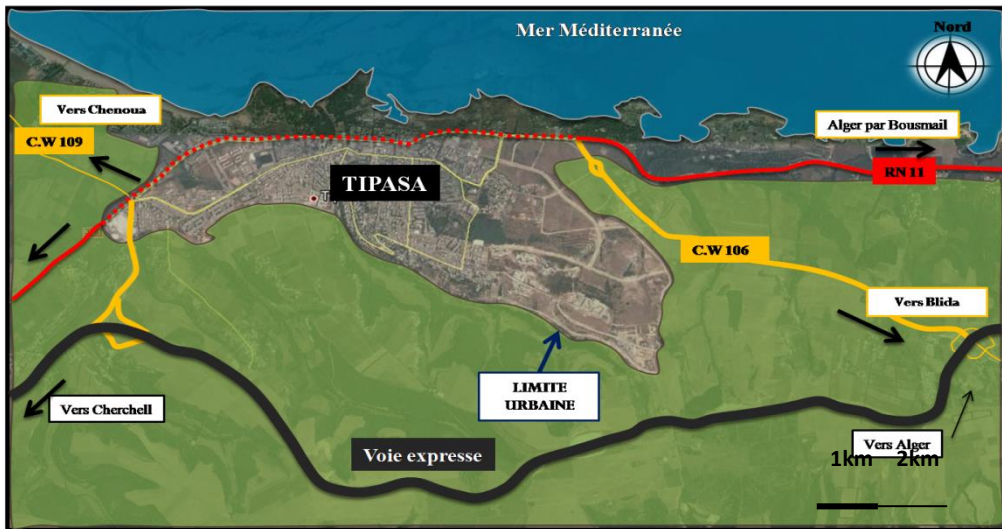 Mer Méditerranée
Nord
Vers Chenoua
C.W 109
Alger par Bousmail
RN 11
TIPASA
T
C.W 106
Vers Blida
LIMITE
URBAINE
Vers Cherchell
Voie expresse
Vers Alger
1km 2km